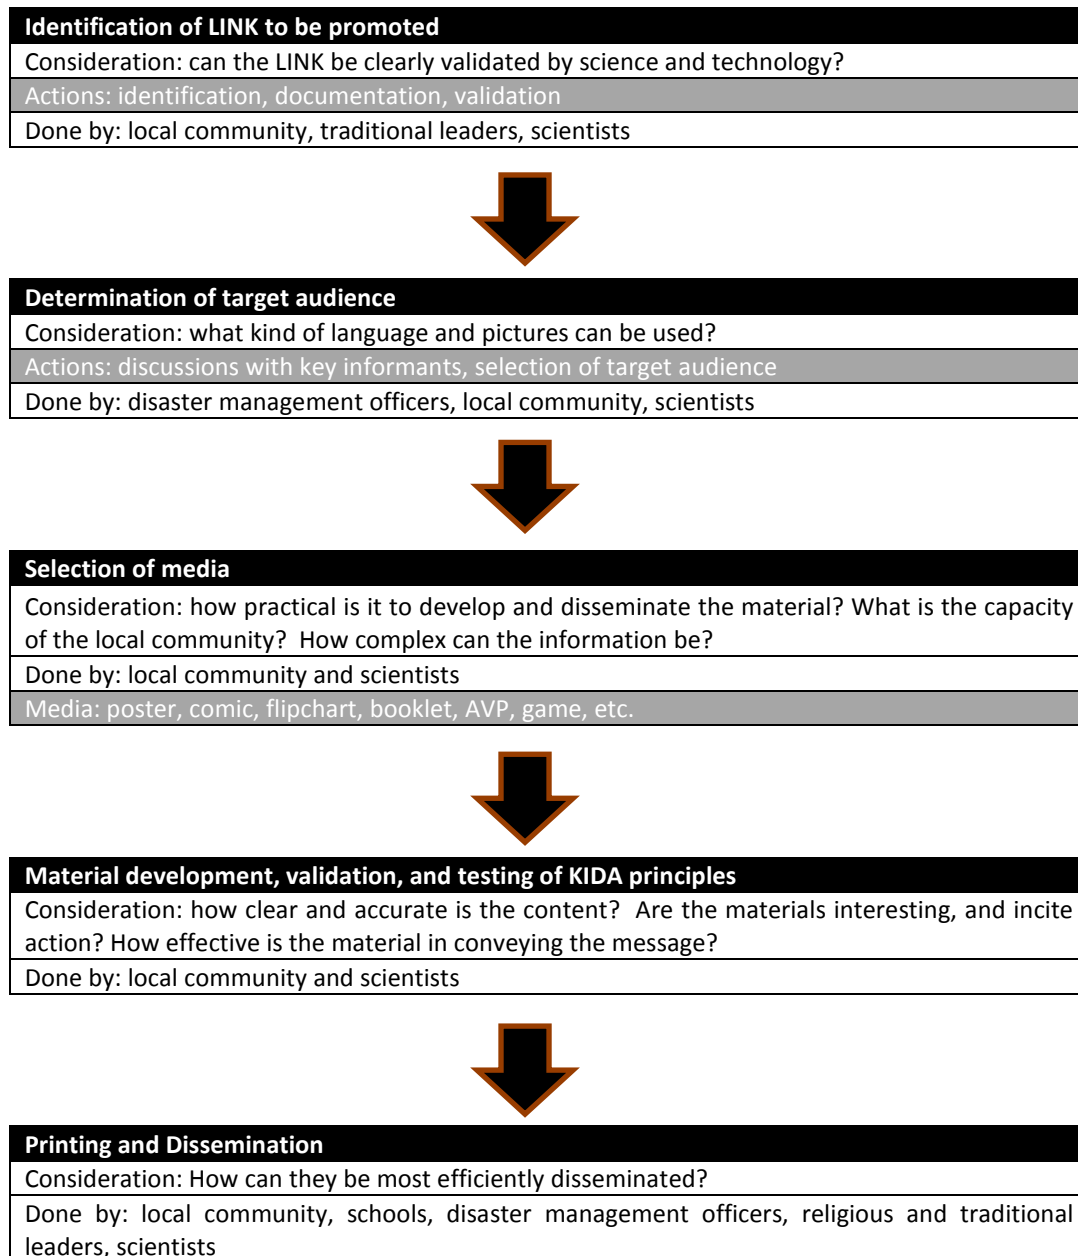 Identification of LINK to be promoted
Consideration: can the LINK be clearly validated by science and technology?
Actions: identification, documentation, validation
Done by: local community, traditional leaders, scientists
Determination of target audience
Consideration: what kind of language and pictures can be used?
Actions: discussions with key informants, selection of target audience
Done by: disaster management officers, local community, scientists
Selection of media
Consideration: how practical is it to develop and disseminate the material? What is the capacity
of the local community?  How complex can the information be?
Done by: local community and scientists
Media: poster, comic, flipchart, booklet, AVP, game, etc.
Material development, validation, and testing of KIDA principles
Consideration: how clear and accurate is the content?  Are the materials interesting, and incite
action? How effective is the material in conveying the message?
Done by: local community and scientists
Printing and Dissemination
Consideration: How can they be most efficiently disseminated?
Done by: local community, schools, disaster management officers, religious and traditional
leaders, scientists